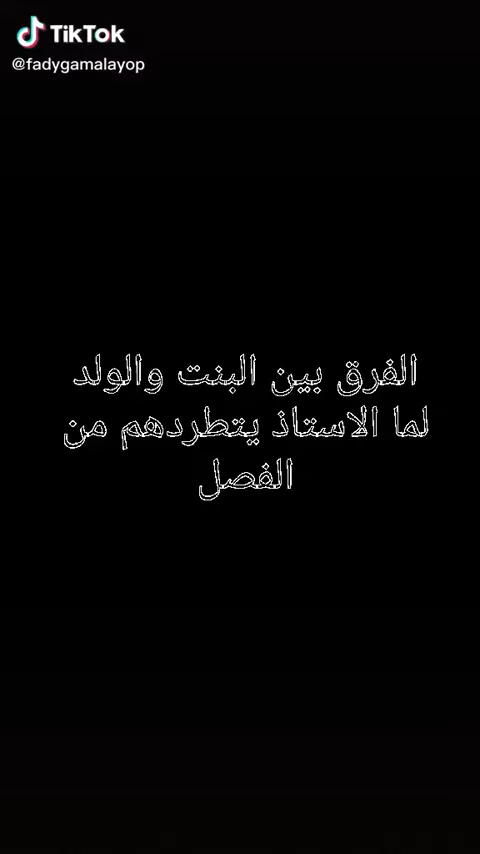 TikTok
@fadygamalayop
الفرق بين البنت والولد
لما الاستاذ يتطردهم من
الفصل